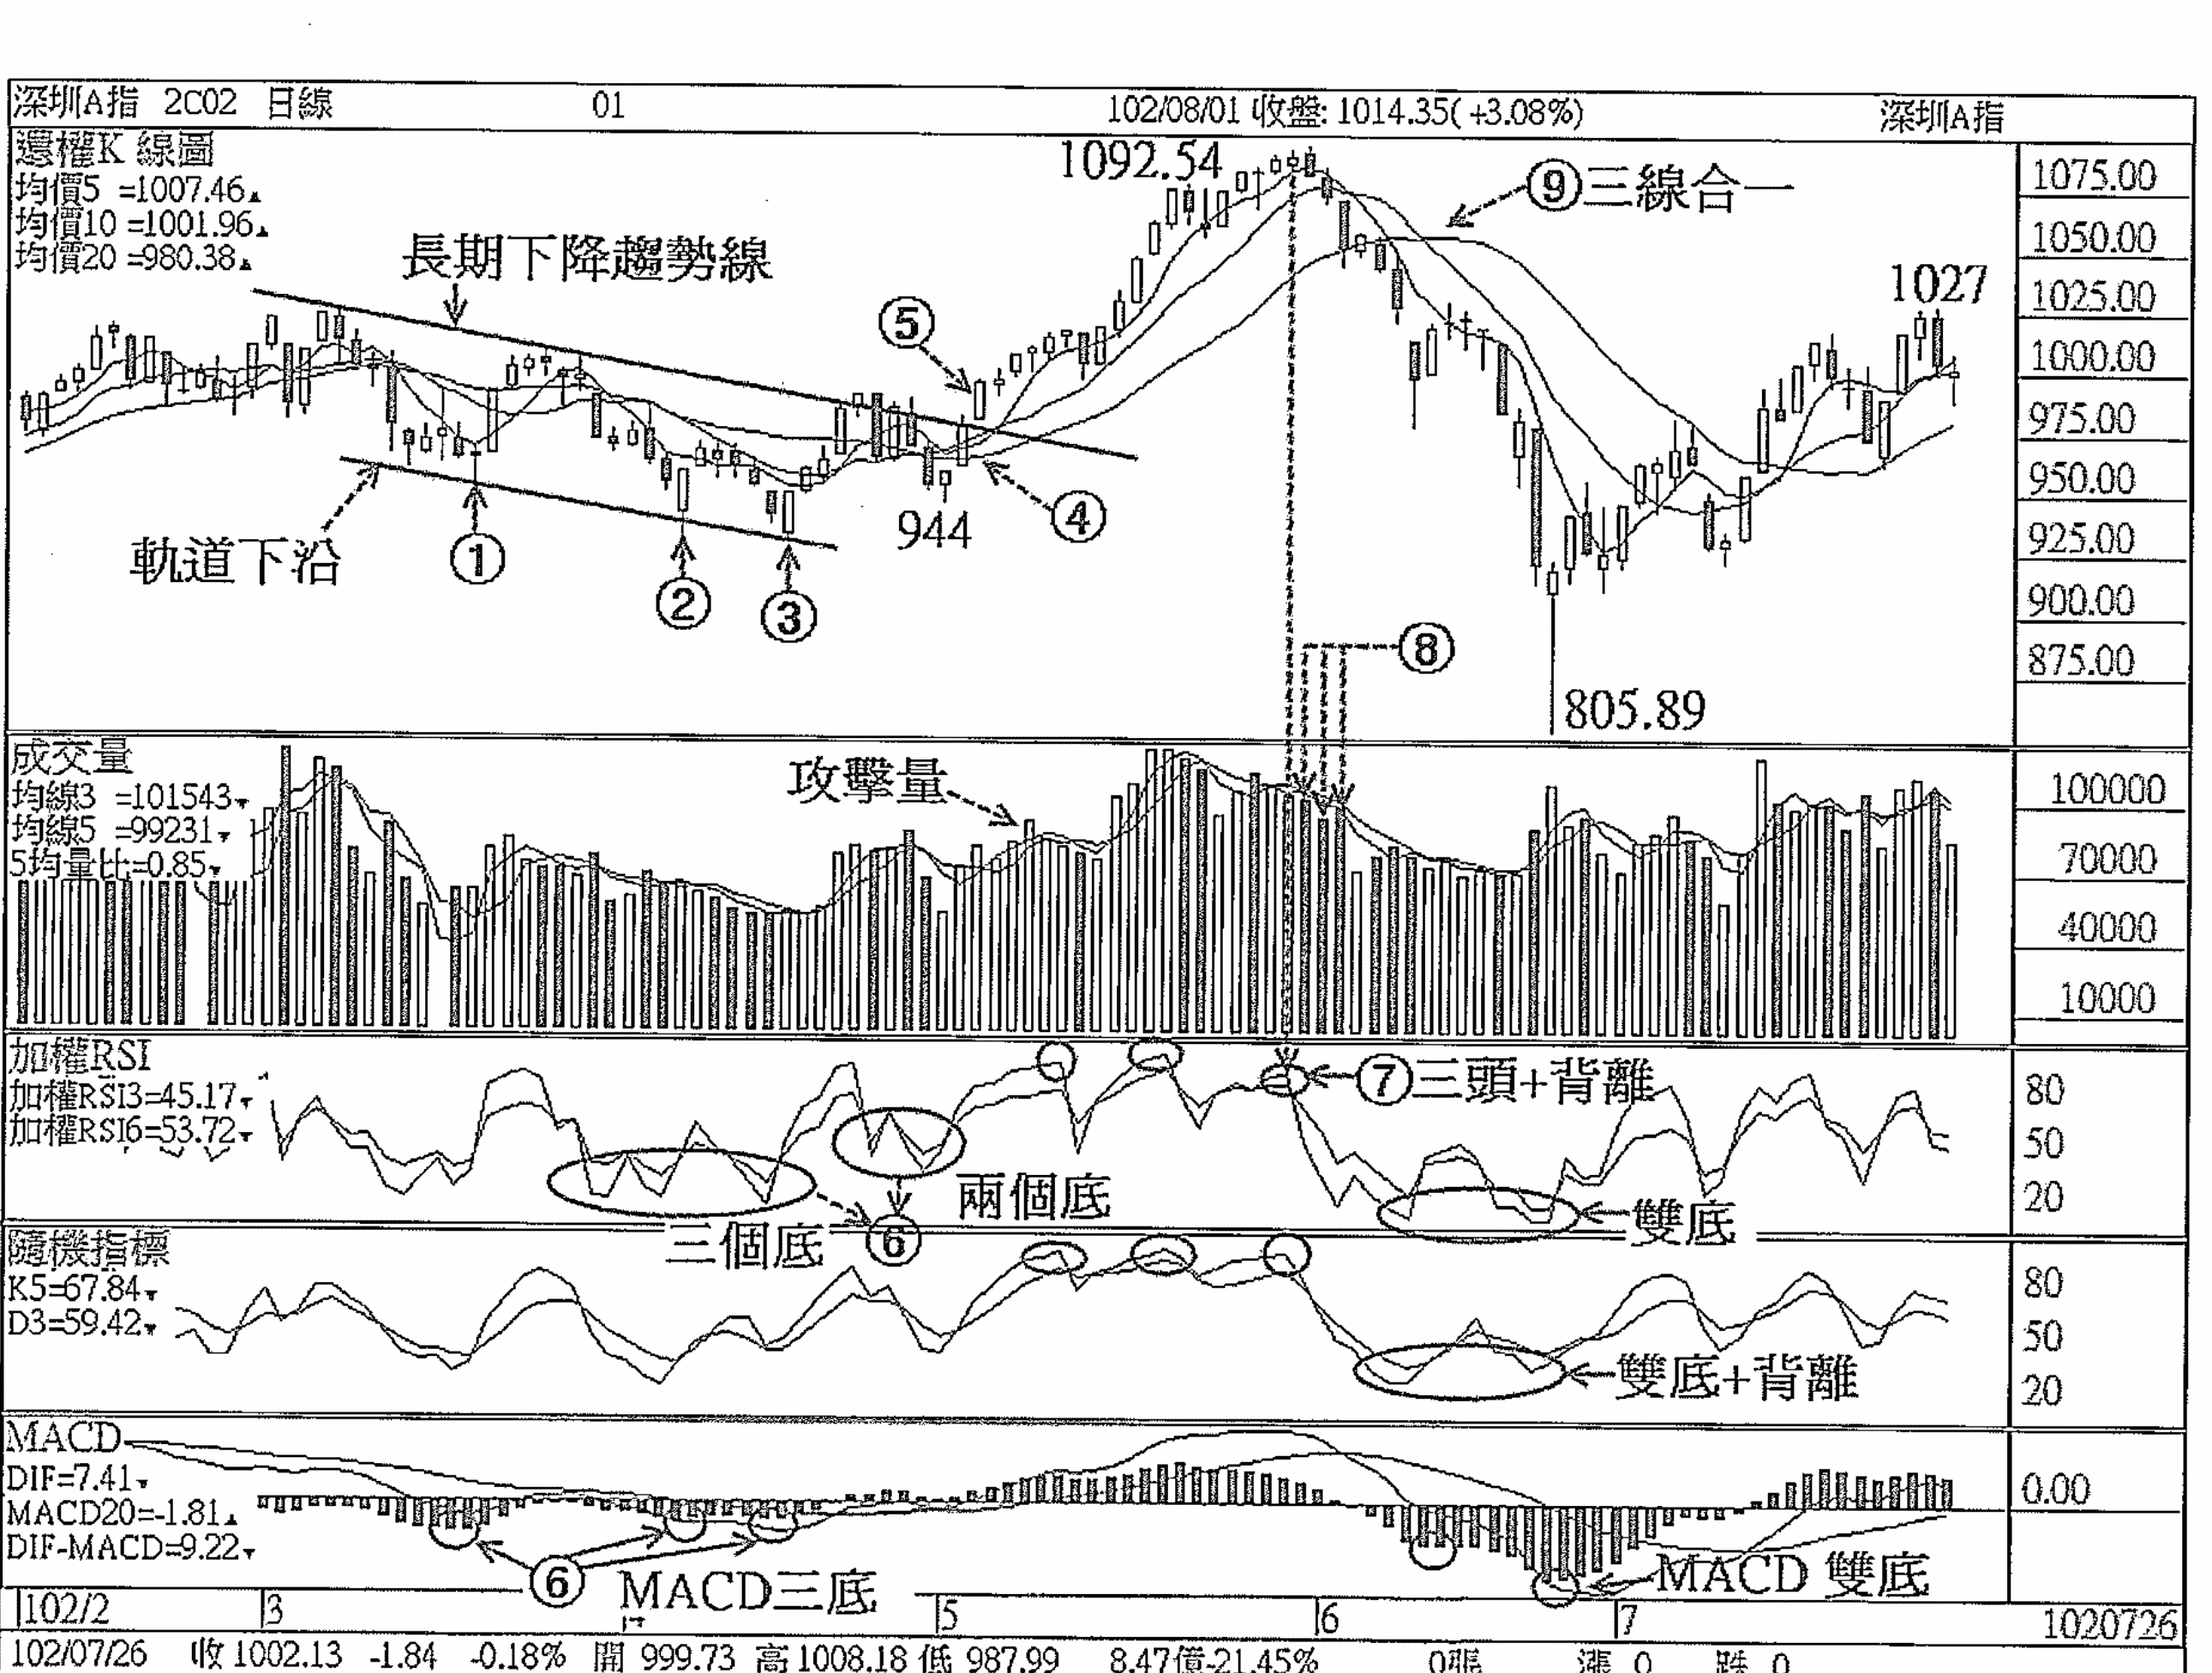 深圳A指 2C02 日線 01 102/08/01 收盤: 1014.35( +3.08%) 深圳A指
還權K 線圖
均價5 =1007.46▲
均價10 =1001.96▲
均價20 =980.38▲
長期下降趨勢線
1092.54
⑨三線合一
1027
⑤
軌道下沿
①
②
③
944
④
⑧
805.89
1075.00
1050.00
1025.00
1000.00
975.00
950.00
925.00
900.00
875.00
成交量
均線3 =101543▼
均線5 =99231▼
5均量比=0.85▼
攻擊量
100000
70000
40000
10000
加權RSI
加權RSI3=45.17▼
加權RSI6=53.72▼
⑦三頭+背離
兩個底
三個底
⑥
雙底
80
50
20
隨機指標
K5=67.84▼
D3=59.42▼
雙底+背離
80
50
20
MACD
DIF=7.41▼
MACD20=-1.81▲
DIF-MACD=9.22▼
⑥
MACD三底
MACD 雙底
0.00
102/2 3 5 6 7 1020726
102/07/26 收 1002.13 -1.84 -0.18% 開 999.73 高 1008.18 低 987.99 8.47億 -21.45% 0張 漲 0 跌 0